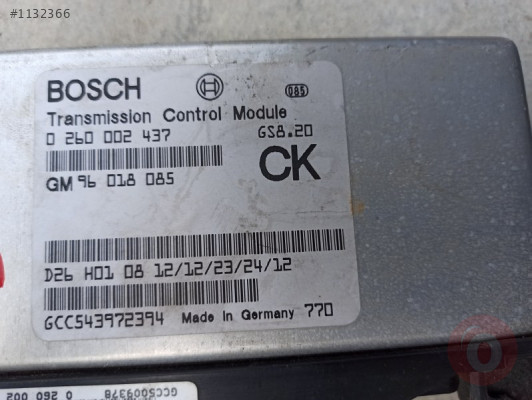 #1132366
BOSCH
085
Transmission Control Module
0 260 002 437 GS8.20
GM 96 018 085 CK
D26 H01 08 12/12/23/24/12
GCC543972394 Made In Germany 770
GCC5009378 0 260 002